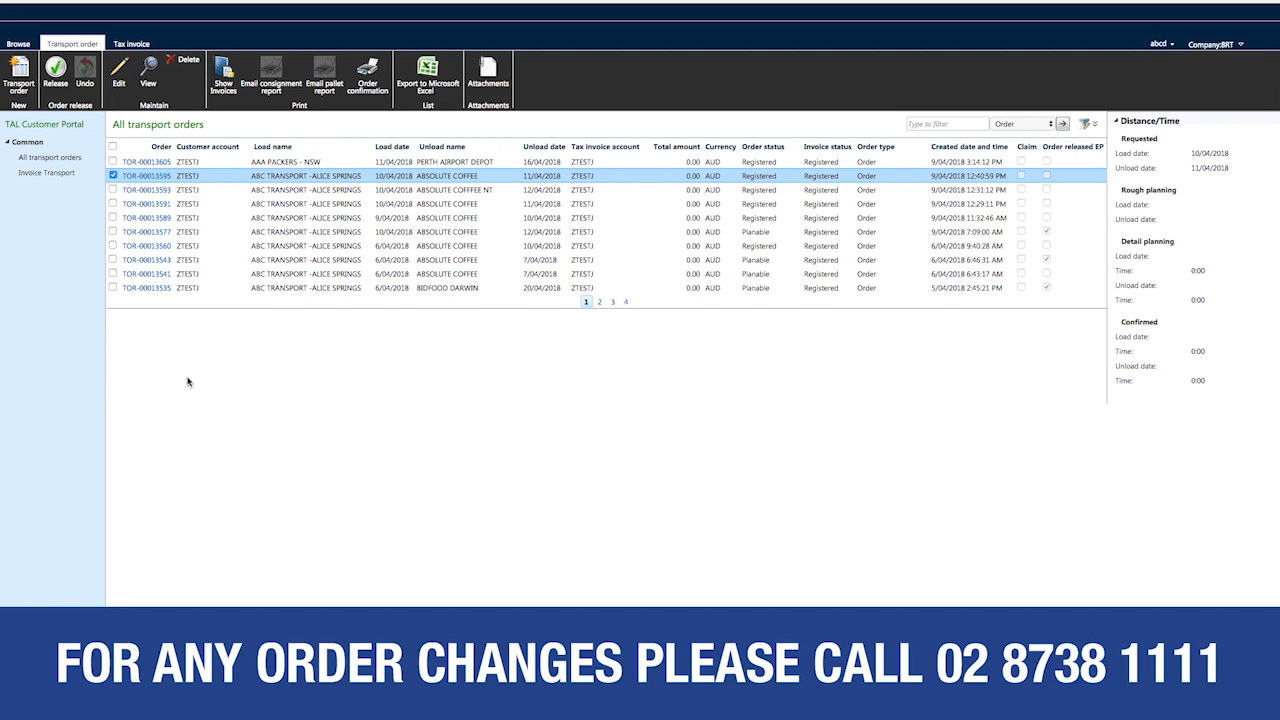 Browse Transport order Tax invoice abcd Company:BRT
Transport order Release Undo Edit View Delete Show Invoices Email consignment report Email pallet report Order confirmation Export to Microsoft Excel Attachments
New Order release Maintain Print List Attachments
TAL Customer Portal
Common
All transport orders
Invoice Transport
All transport orders Type to filter Order
Order Customer account Load name Load date Unload name Unload date Tax invoice account Total amount Currency Order status Invoice status Order type Created date and time Claim Order released EP
TOR-00013605 ZTESTJ AAA PACKERS - NSW 11/04/2018 PERTH AIRPORT DEPOT 16/04/2018 ZTESTJ 0.00 AUD Registered Registered Order 9/04/2018 3:14:12 PM
TOR-00013595 ZTESTJ ABC TRANSPORT -ALICE SPRINGS 10/04/2018 ABSOLUTE COFFEE 11/04/2018 ZTESTJ 0.00 AUD Registered Registered Order 9/04/2018 12:40:59 PM
TOR-00013593 ZTESTJ ABC TRANSPORT -ALICE SPRINGS 10/04/2018 ABSOLUTE COFFFEE NT 12/04/2018 ZTESTJ 0.00 AUD Registered Registered Order 9/04/2018 12:31:12 PM
TOR-00013591 ZTESTJ ABC TRANSPORT -ALICE SPRINGS 10/04/2018 ABSOLUTE COFFEE 11/04/2018 ZTESTJ 0.00 AUD Registered Registered Order 9/04/2018 12:29:11 PM
TOR-00013589 ZTESTJ ABC TRANSPORT -ALICE SPRINGS 9/04/2018 ABSOLUTE COFFEE 10/04/2018 ZTESTJ 0.00 AUD Registered Registered Order 9/04/2018 11:32:46 AM
TOR-00013577 ZTESTJ ABC TRANSPORT -ALICE SPRINGS 10/04/2018 ABSOLUTE COFFEE 12/04/2018 ZTESTJ 0.00 AUD Planable Registered Order 9/04/2018 7:09:00 AM
TOR-00013560 ZTESTJ ABC TRANSPORT -ALICE SPRINGS 6/04/2018 ABSOLUTE COFFEE 10/04/2018 ZTESTJ 0.00 AUD Registered Registered Order 6/04/2018 9:40:28 AM
TOR-00013543 ZTESTJ ABC TRANSPORT -ALICE SPRINGS 6/04/2018 ABSOLUTE COFFEE 7/04/2018 ZTESTJ 0.00 AUD Planable Registered Order 6/04/2018 6:46:31 AM
TOR-00013541 ZTESTJ ABC TRANSPORT -ALICE SPRINGS 6/04/2018 ABSOLUTE COFFEE 7/04/2018 ZTESTJ 0.00 AUD Planable Registered Order 6/04/2018 6:43:17 AM
TOR-00013535 ZTESTJ ABC TRANSPORT -ALICE SPRINGS 6/04/2018 BIDFOOD DARWIN 20/04/2018 ZTESTJ 0.00 AUD Planable Registered Order 5/04/2018 2:45:21 PM
1 2 3 4
Distance/Time
Requested
Load date: 10/04/2018
Unload date: 11/04/2018
Rough planning
Load date:
Unload date:
Detail planning
Load date:
Time: 0:00
Unload date:
Time: 0:00
Confirmed
Load date:
Time: 0:00
Unload date:
Time: 0:00
FOR ANY ORDER CHANGES PLEASE CALL 02 8738 1111